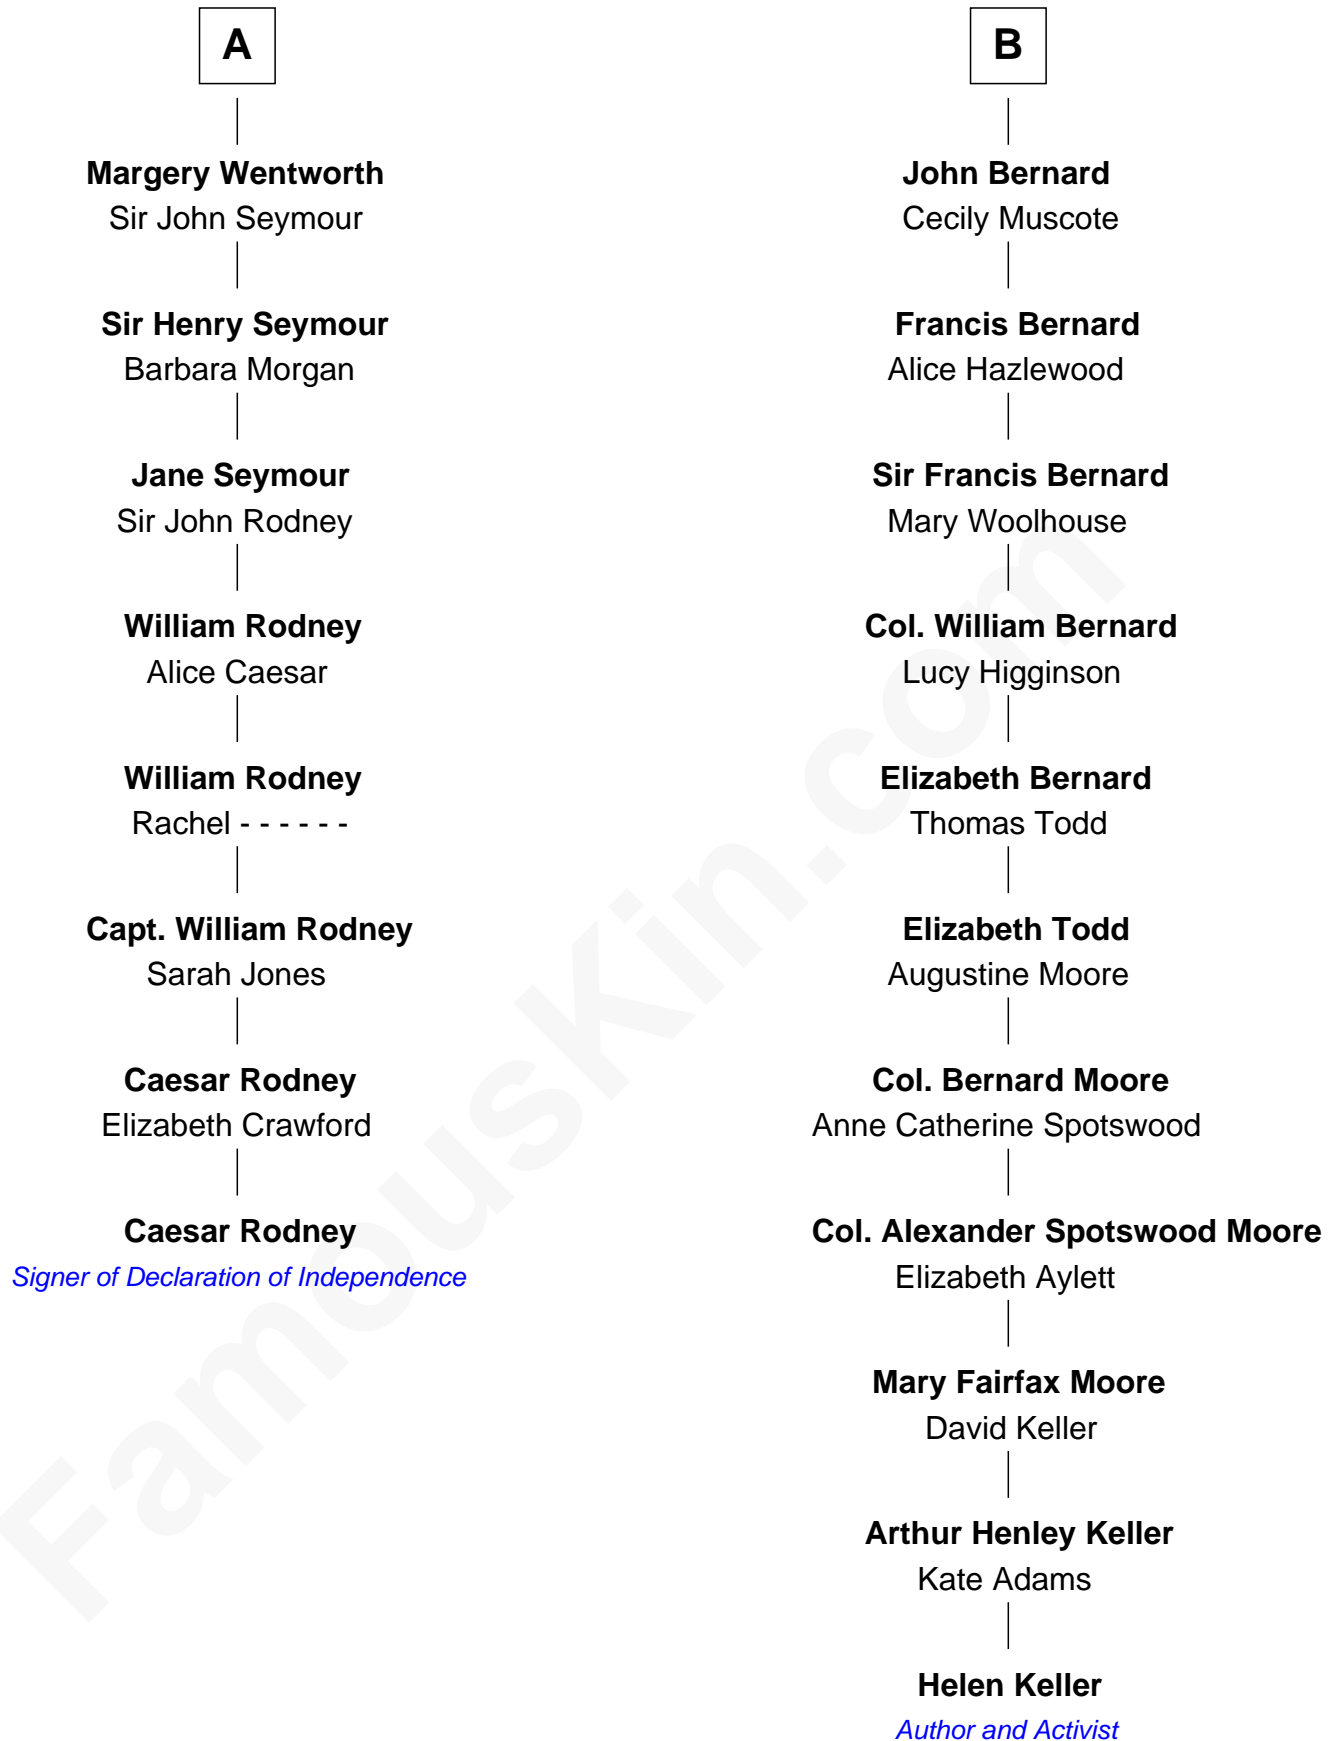 A
Margery Wentworth
Sir John Seymour
Sir Henry Seymour
Barbara Morgan
Jane Seymour
Sir John Rodney
William Rodney
Alice Caesar
William Rodney
Rachel - - - - - -
Capt. William Rodney
Sarah Jones
Caesar Rodney
Elizabeth Crawford
Caesar Rodney
Signer of Declaration of Independence
B
John Bernard
Cecily Muscote
Francis Bernard
Alice Hazlewood
Sir Francis Bernard
Mary Woolhouse
Col. William Bernard
Lucy Higginson
Elizabeth Bernard
Thomas Todd
Elizabeth Todd
Augustine Moore
Col. Bernard Moore
Anne Catherine Spotswood
Col. Alexander Spotswood Moore
Elizabeth Aylett
Mary Fairfax Moore
David Keller
Arthur Henley Keller
Kate Adams
Helen Keller
Author and Activist
FamousKin.com